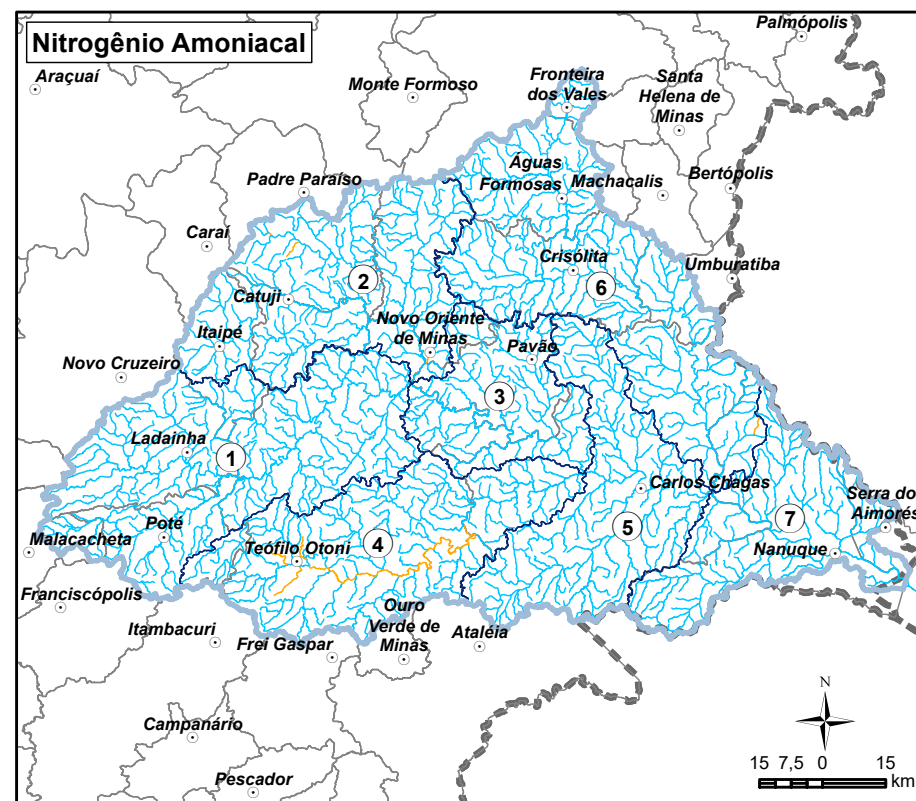 Nitrogênio Amoniacal
Palmópolis
Araçuaí
Monte Formoso
Fronteira
dos Vales
Santa
Helena de
Minas
Padre Paraíso
Águas
Formosas
Machacalis
Bertópolis
Caraí
Crisólita
Umburatiba
2
6
Catuji
Itaipé
Novo Oriente
de Minas
Pavão
Novo Cruzeiro
3
Ladainha
1
Carlos Chagas
Serra do
Aimorés
Malacacheta
Poté
Teófilo Otoni
4
5
7
Nanuque
Franciscópolis
Itambacuri
Frei Gaspar
Ouro
Verde de
Minas
Ataléia
Campanário
Pescador
N
15 7,5 0 15
km